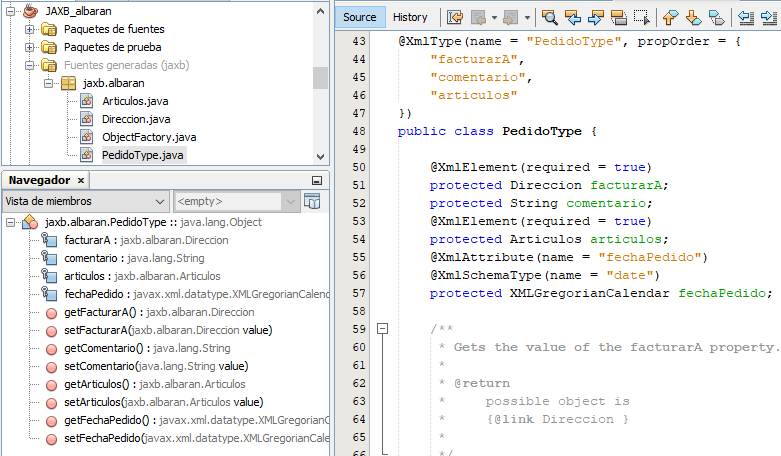 JAXB_albaran
Paquetes de fuentes
Paquetes de prueba
Fuentes generadas (jaxb)
jaxb.albaran
Articulos.java
Direccion.java
ObjectFactory.java
PedidoType.java
Navegador ×
Vista de miembros
<empty>
jaxb.albaran.PedidoType :: java.lang.Object
facturarA : jaxb.albaran.Direccion
comentario : java.lang.String
articulos : jaxb.albaran.Articulos
fechaPedido : javax.xml.datatype.XMLGregorianCalend
getFacturarA() : jaxb.albaran.Direccion
setFacturarA(jaxb.albaran.Direccion value)
getComentario() : java.lang.String
setComentario(java.lang.String value)
getArticulos() : jaxb.albaran.Articulos
setArticulos(jaxb.albaran.Articulos value)
getFechaPedido() : javax.xml.datatype.XMLGregorianC
setFechaPedido(javax.xml.datatype.XMLGregorianCale
Source History
43 @XmlType(name = "PedidoType", propOrder = {
44 "facturarA",
45 "comentario",
46 "articulos"
47 })
48 public class PedidoType {
49
50 @XmlElement(required = true)
51 protected Direccion facturarA;
52 protected String comentario;
53 @XmlElement(required = true)
54 protected Articulos articulos;
55 @XmlAttribute(name = "fechaPedido")
56 @XmlSchemaType(name = "date")
57 protected XMLGregorianCalendar fechaPedido;
58
59 /**
60 * Gets the value of the facturarA property.
61 *
62 * @return
63 * possible object is
64 * {@link Direccion }
65 *
66 */